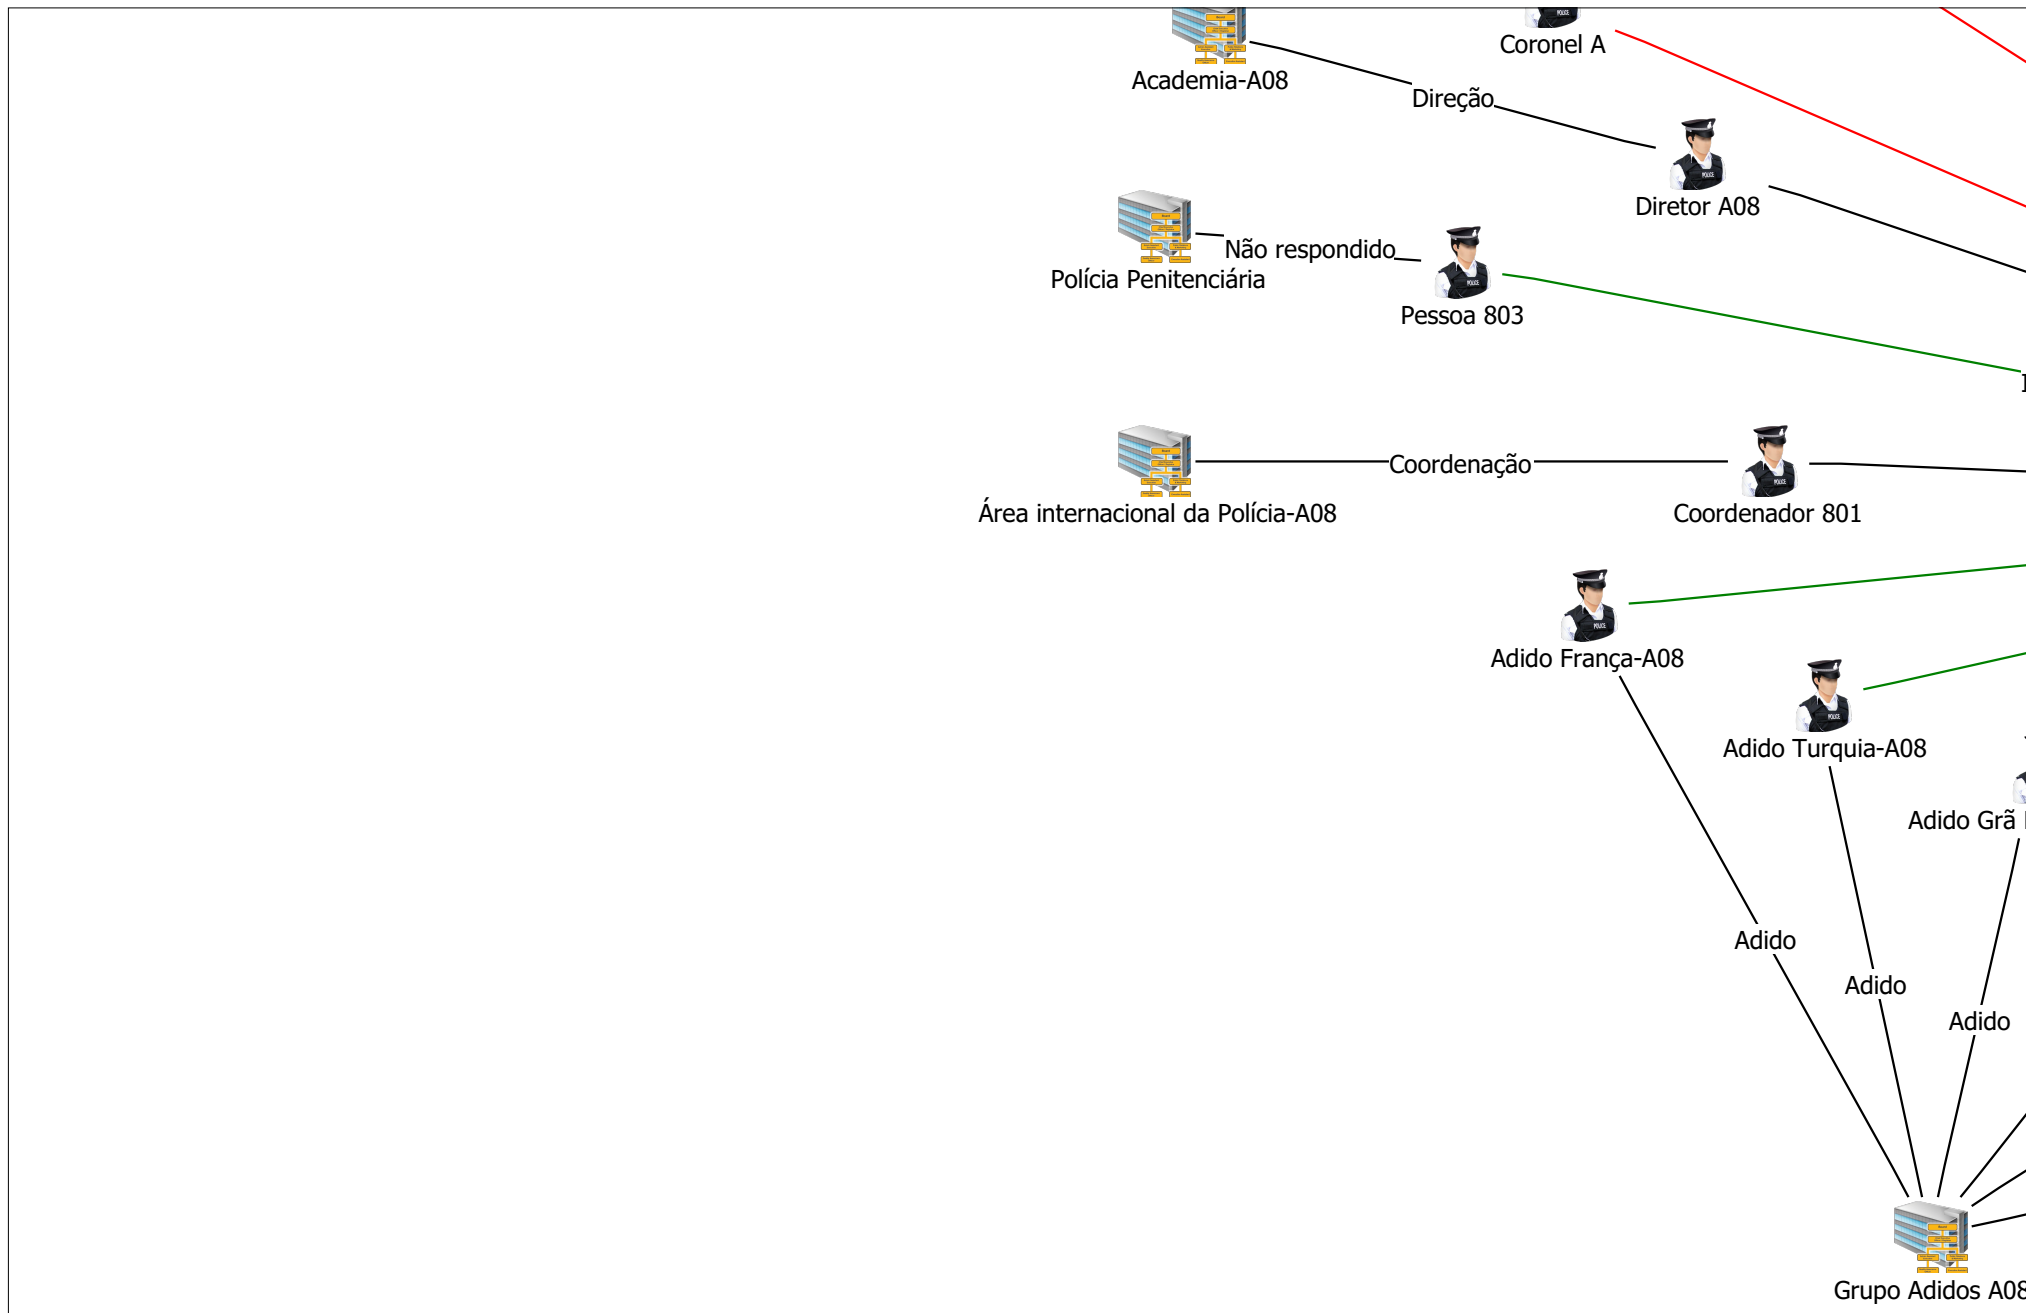 Coronel A
Academia-A08
Direção
Diretor A08
Não respondido
Polícia Penitenciária
Pessoa 803
Coordenação
Área internacional da Polícia-A08
Coordenador 801
Adido França-A08
Adido Turquia-A08
Adido Grã
Adido
Adido
Adido
Grupo Adidos A08